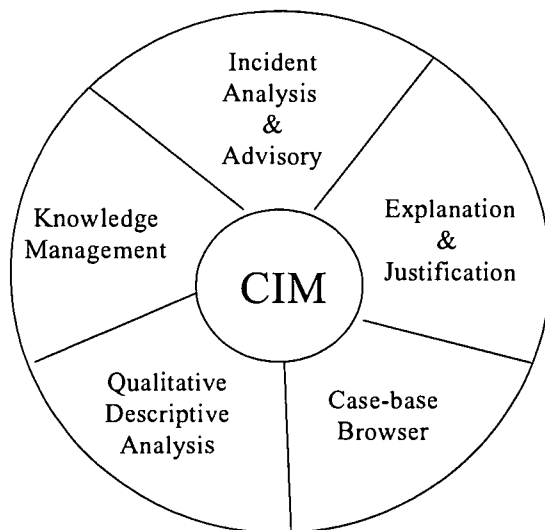 Incident
Analysis
&
Advisory
Explanation
&
Justification
Knowledge
Management
CIM
Qualitative
Descriptive
Analysis
Case-base
Browser